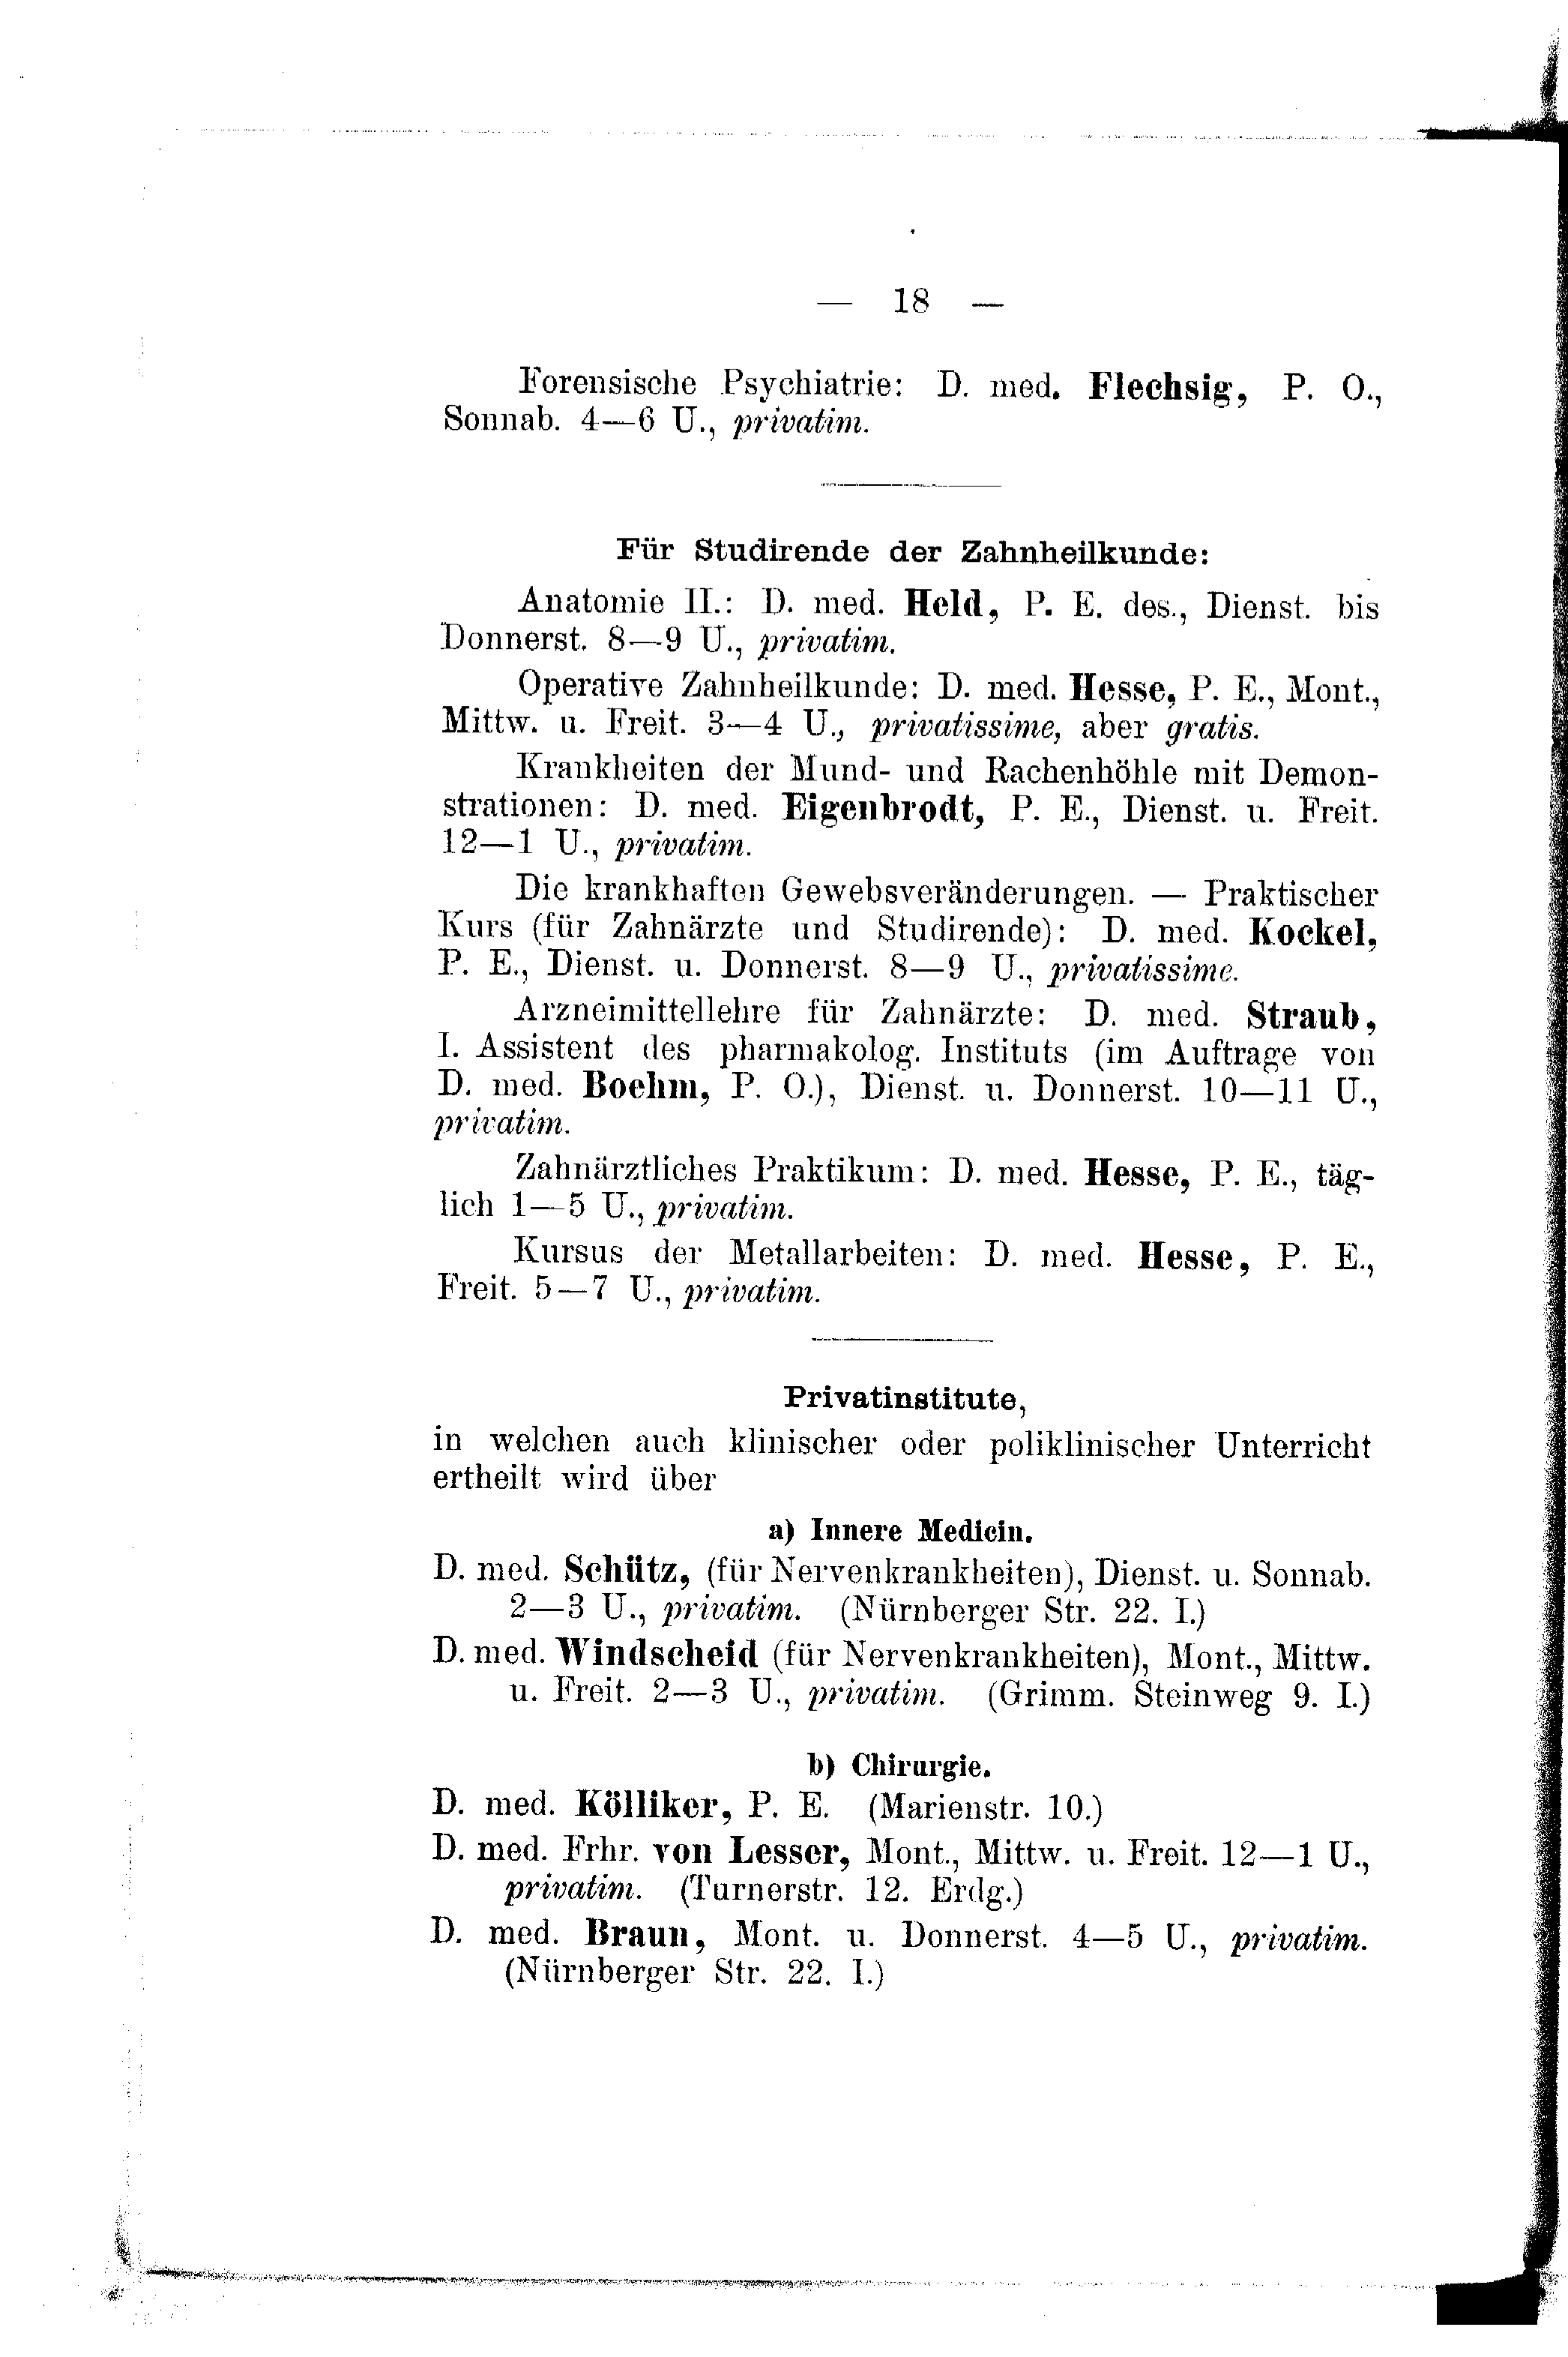 — 18 —
Forensische Psychiatrie: D. med. Flechsig, P. O.,
Sonnab. 4—6 U., privatim.
Für Studirende der Zahnheilkunde:
Anatomie II.: D. med. Held, P. E. des., Dienst. bis
Donnerst. 8—9 U., privatim.
Operative Zahnheilkunde: D. med. Hesse, P. E., Mont.,
Mittw. u. Freit. 3—4 U., privatissime, aber gratis.
Krankheiten der Mund- und Rachenhöhle mit Demon-
strationen: D. med. Eigenbrodt, P. E., Dienst. u. Freit.
12—1 U., privatim.
Die krankhaften Gewebsveränderungen. — Praktischer
Kurs (für Zahnärzte und Studirende): D. med. Kockel,
P. E., Dienst. u. Donnerst. 8—9 U., privatissime.
Arzneimittellehre für Zahnärzte: D. med. Straub,
I. Assistent des pharmakolog. Instituts (im Auftrage von
D. med. Boehm, P. O.), Dienst. u. Donnerst. 10—11 U.,
privatim.
Zahnärztliches Praktikum: D. med. Hesse, P. E., täg-
lich 1—5 U., privatim.
Kursus der Metallarbeiten: D. med. Hesse, P. E.,
Freit. 5—7 U., privatim.
Privatinstitute,
in welchen auch klinischer oder poliklinischer Unterricht
ertheilt wird über
a) Innere Medicin.
D. med. Schütz, (für Nervenkrankheiten), Dienst. u. Sonnab.
2—3 U., privatim. (Nürnberger Str. 22. I.)
D. med. Windscheid (für Nervenkrankheiten), Mont., Mittw.
u. Freit. 2—3 U., privatim. (Grimm. Steinweg 9. I.)
b) Chirurgie.
D. med. Kölliker, P. E. (Marienstr. 10.)
D. med. Frhr. von Lesser, Mont., Mittw. u. Freit. 12—1 U.,
privatim. (Turnerstr. 12. Erdg.)
D. med. Braun, Mont. u. Donnerst. 4—5 U., privatim.
(Nürnberger Str. 22. I.)